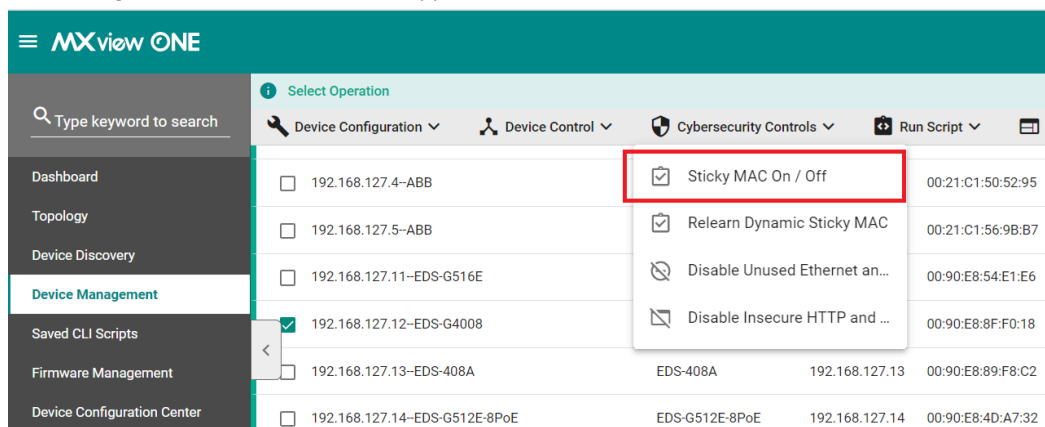 MXview ONE
Type keyword to search
Dashboard
Topology
Device Discovery
Device Management
Saved CLI Scripts
Firmware Management
Device Configuration Center
Select Operation
Device Configuration Device Control Cybersecurity Controls Run Script
Sticky MAC On / Off
Relearn Dynamic Sticky MAC
Disable Unused Ethernet an...
Disable Insecure HTTP and ...
192.168.127.4--ABB 00:21:C1:50:52:95
192.168.127.5--ABB 00:21:C1:56:9B:B7
192.168.127.11--EDS-G516E 00:90:E8:54:E1:E6
192.168.127.12--EDS-G4008 00:90:E8:8F:F0:18
192.168.127.13--EDS-408A EDS-408A 192.168.127.13 00:90:E8:89:F8:C2
192.168.127.14--EDS-G512E-8PoE EDS-G512E-8PoE 192.168.127.14 00:90:E8:4D:A7:32